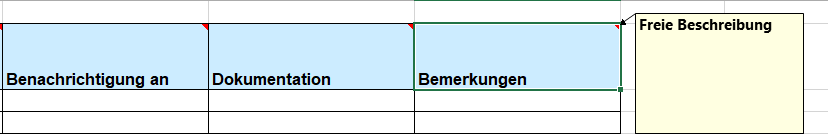 Benachrichtigung an
Dokumentation
Bemerkungen
Freie Beschreibung